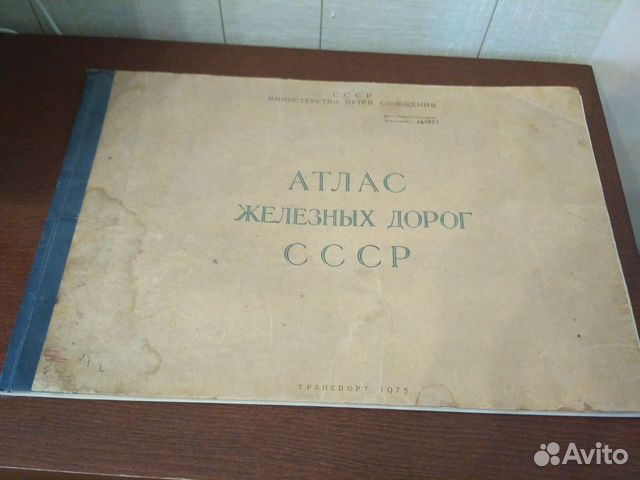 СССР
МИНИСТЕРСТВО ПУТЕЙ СООБЩЕНИЯ
АТЛАС
ЖЕЛЕЗНЫХ ДОРОГ
СССР
ТРАНСПОРТ 1975
Avito